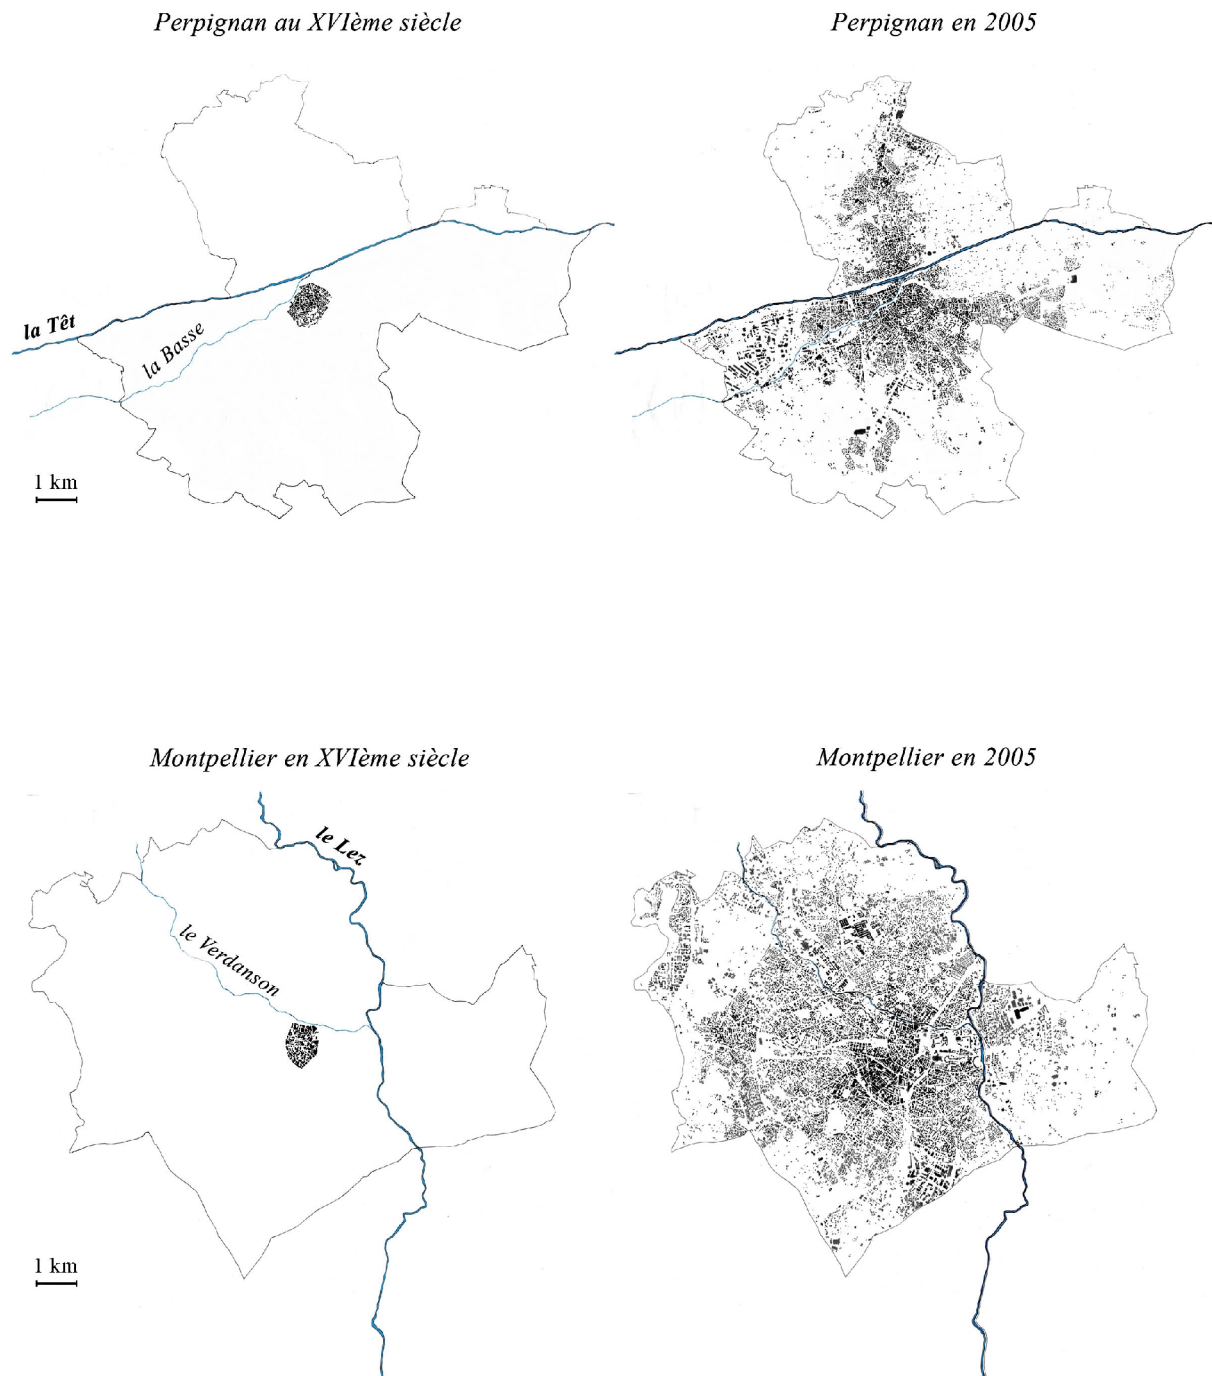 Perpignan au XVIème siècle
Perpignan en 2005
la Têt
la Basse
1 km
Montpellier en XVIème siècle
Montpellier en 2005
le Lez
le Verdanson
1 km